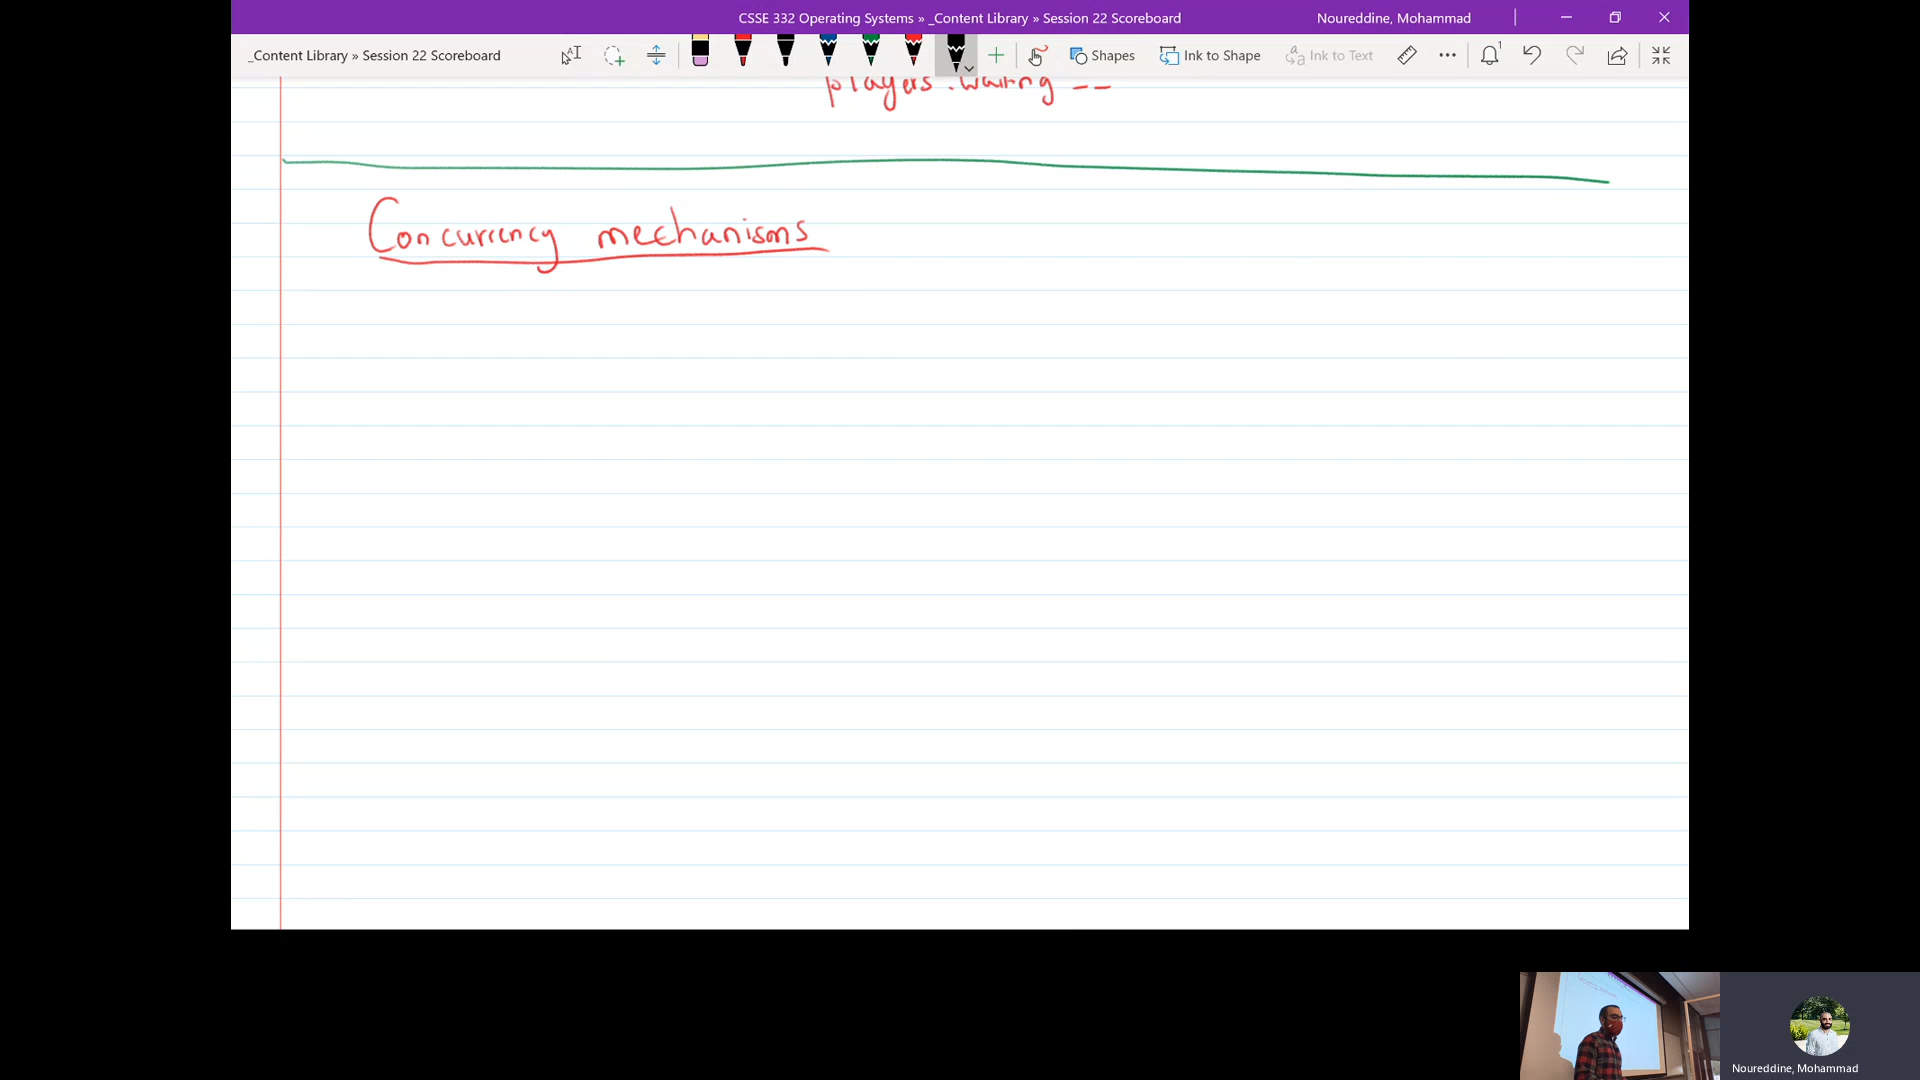 CSSE 332 Operating Systems » _Content Library » Session 22 Scoreboard
Noureddine, Mohammad
_Content Library » Session 22 Scoreboard
Shapes
Ink to Shape
Ink to Text
1
players.waiting --
Concurrency mechanisms
Noureddine, Mohammad